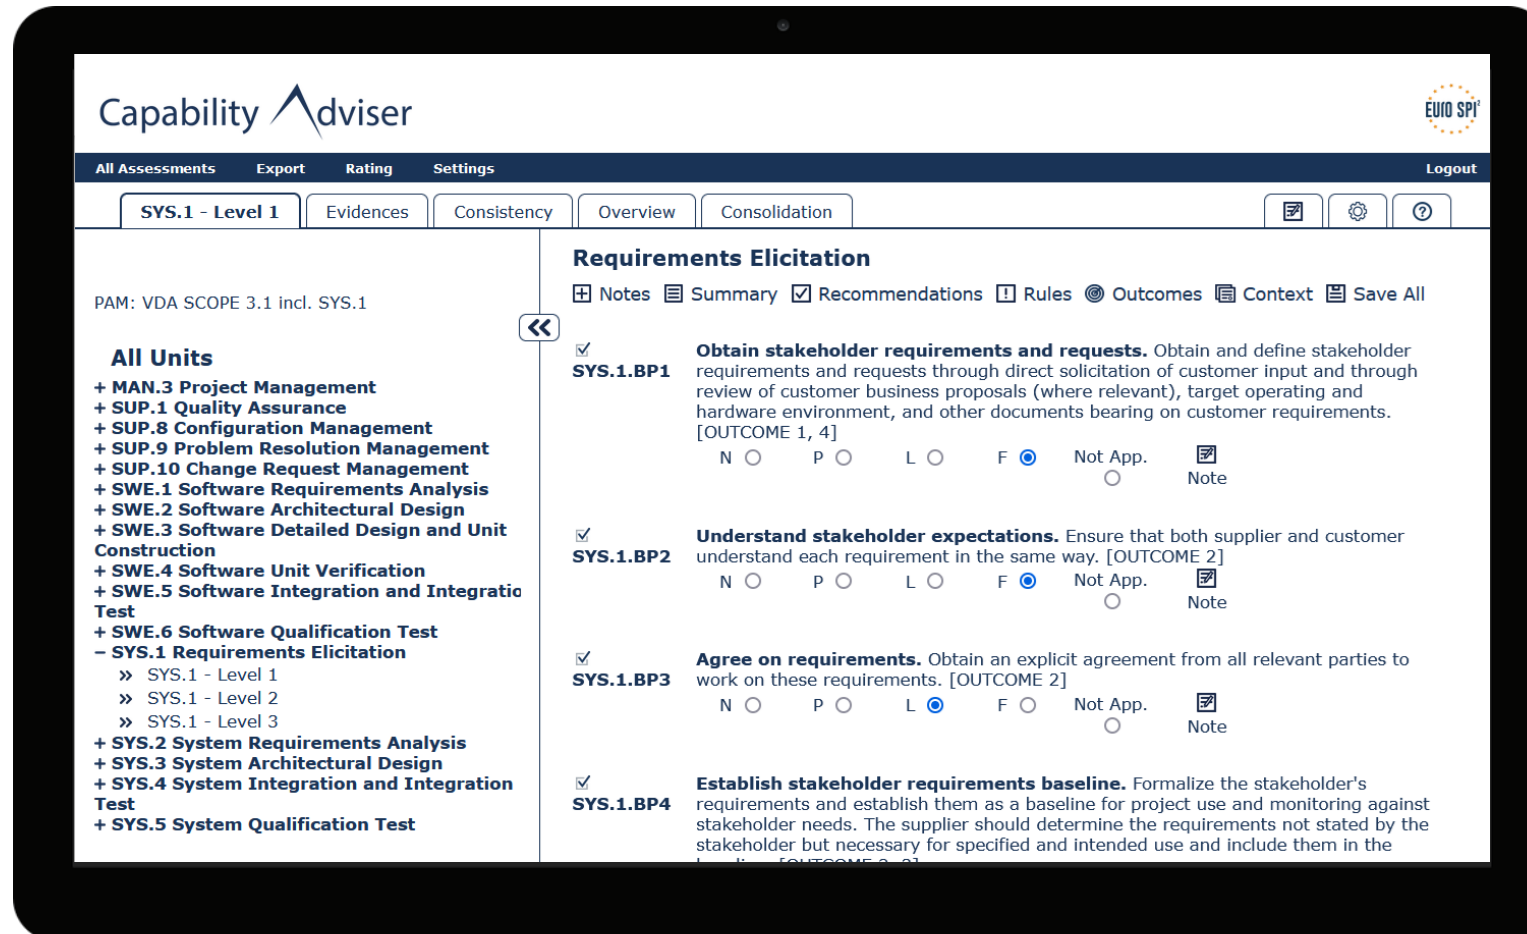 Capability Adviser
EURO SPI²
All Assessments Export Rating Settings Logout
SYS.1 - Level 1 Evidences Consistency Overview Consolidation
PAM: VDA SCOPE 3.1 incl. SYS.1
All Units
+ MAN.3 Project Management
+ SUP.1 Quality Assurance
+ SUP.8 Configuration Management
+ SUP.9 Problem Resolution Management
+ SUP.10 Change Request Management
+ SWE.1 Software Requirements Analysis
+ SWE.2 Software Architectural Design
+ SWE.3 Software Detailed Design and Unit
Construction
+ SWE.4 Software Unit Verification
+ SWE.5 Software Integration and Integratio
Test
+ SWE.6 Software Qualification Test
− SYS.1 Requirements Elicitation
» SYS.1 - Level 1
» SYS.1 - Level 2
» SYS.1 - Level 3
+ SYS.2 System Requirements Analysis
+ SYS.3 System Architectural Design
+ SYS.4 System Integration and Integration
Test
+ SYS.5 System Qualification Test
Requirements Elicitation
Notes Summary Recommendations Rules Outcomes Context Save All
SYS.1.BP1
Obtain stakeholder requirements and requests. Obtain and define stakeholder
requirements and requests through direct solicitation of customer input and through
review of customer business proposals (where relevant), target operating and
hardware environment, and other documents bearing on customer requirements.
[OUTCOME 1, 4]
N P L F Not App.
Note
SYS.1.BP2
Understand stakeholder expectations. Ensure that both supplier and customer
understand each requirement in the same way. [OUTCOME 2]
N P L F Not App.
Note
SYS.1.BP3
Agree on requirements. Obtain an explicit agreement from all relevant parties to
work on these requirements. [OUTCOME 2]
N P L F Not App.
Note
SYS.1.BP4
Establish stakeholder requirements baseline. Formalize the stakeholder's
requirements and establish them as a baseline for project use and monitoring against
stakeholder needs. The supplier should determine the requirements not stated by the
stakeholder but necessary for specified and intended use and include them in the